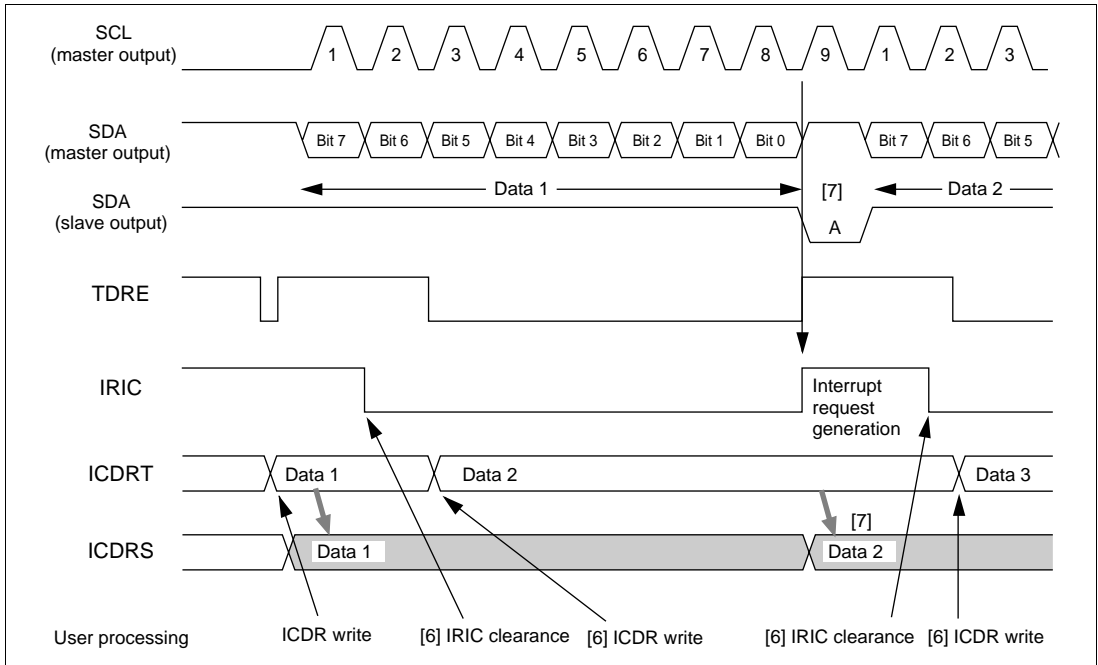 SCL
(master output)
1 2 3 4 5 6 7 8 9 1 2 3
SDA
(master output)
Bit 7 Bit 6 Bit 5 Bit 4 Bit 3 Bit 2 Bit 1 Bit 0 Bit 7 Bit 6 Bit 5
Data 1 [7] Data 2
SDA
(slave output)
A
TDRE
IRIC
Interrupt
request
generation
ICDRT
Data 1 Data 2 Data 3
[7]
ICDRS
Data 1 Data 2
User processing
ICDR write [6] IRIC clearance [6] ICDR write [6] IRIC clearance [6] ICDR write